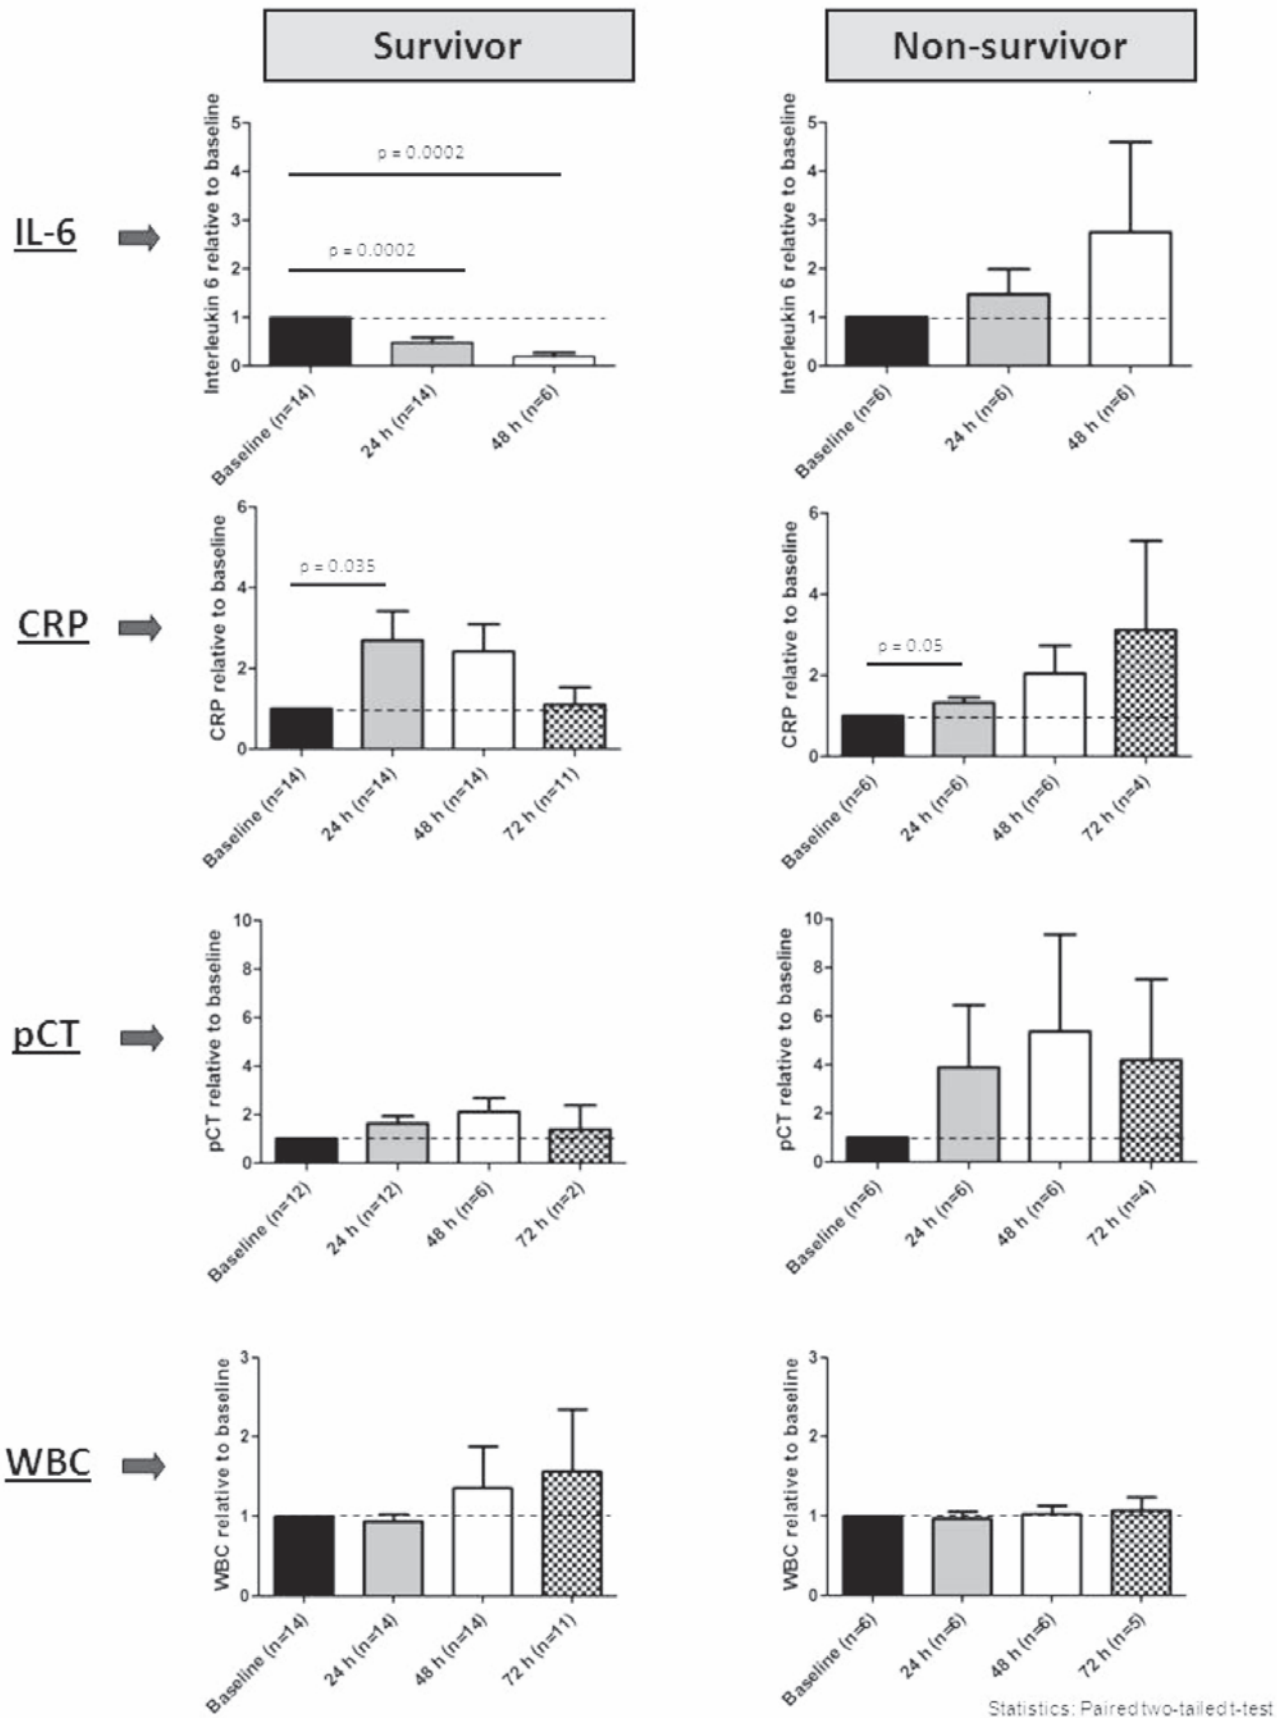 Survivor
Non-survivor
IL-6
Interleukin 6 relative to baseline
5
4
3
2
1
0
p = 0.0002
p = 0.0002
Baseline (n=14)
24 h (n=14)
48 h (n=6)
Interleukin 6 relative to baseline
5
4
3
2
1
0
Baseline (n=6)
24 h (n=6)
48 h (n=6)
CRP
CRP relative to baseline
6
4
2
0
p = 0.035
Baseline (n=14)
24 h (n=14)
48 h (n=14)
72 h (n=11)
CRP relative to baseline
6
4
2
0
p = 0.05
Baseline (n=6)
24 h (n=6)
48 h (n=6)
72 h (n=4)
pCT
pCT relative to baseline
10
8
6
4
2
0
Baseline (n=12)
24 h (n=12)
48 h (n=6)
72 h (n=2)
pCT relative to baseline
10
8
6
4
2
0
Baseline (n=6)
24 h (n=6)
48 h (n=6)
72 h (n=4)
WBC
WBC relative to baseline
3
2
1
0
Baseline (n=14)
24 h (n=14)
48 h (n=14)
72 h (n=11)
WBC relative to baseline
3
2
1
0
Baseline (n=6)
24 h (n=6)
48 h (n=6)
72 h (n=5)
Statistics: Paired two-tailed t-test